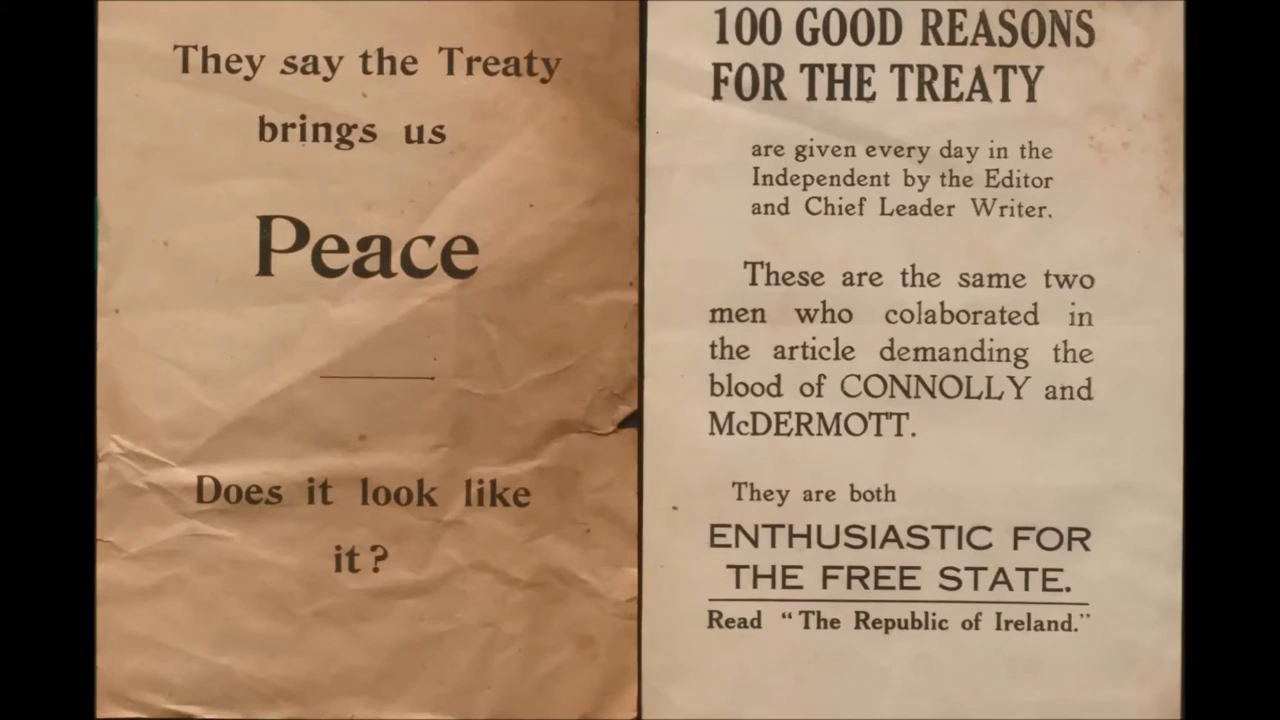 They say the Treaty
brings us
Peace
Does it look like
it?
100 GOOD REASONS
FOR THE TREATY
are given every day in the
Independent by the Editor
and Chief Leader Writer.
These are the same two
men who colaborated in
the article demanding the
blood of CONNOLLY and
McDERMOTT.
They are both
ENTHUSIASTIC FOR
THE FREE STATE.
Read "The Republic of Ireland."